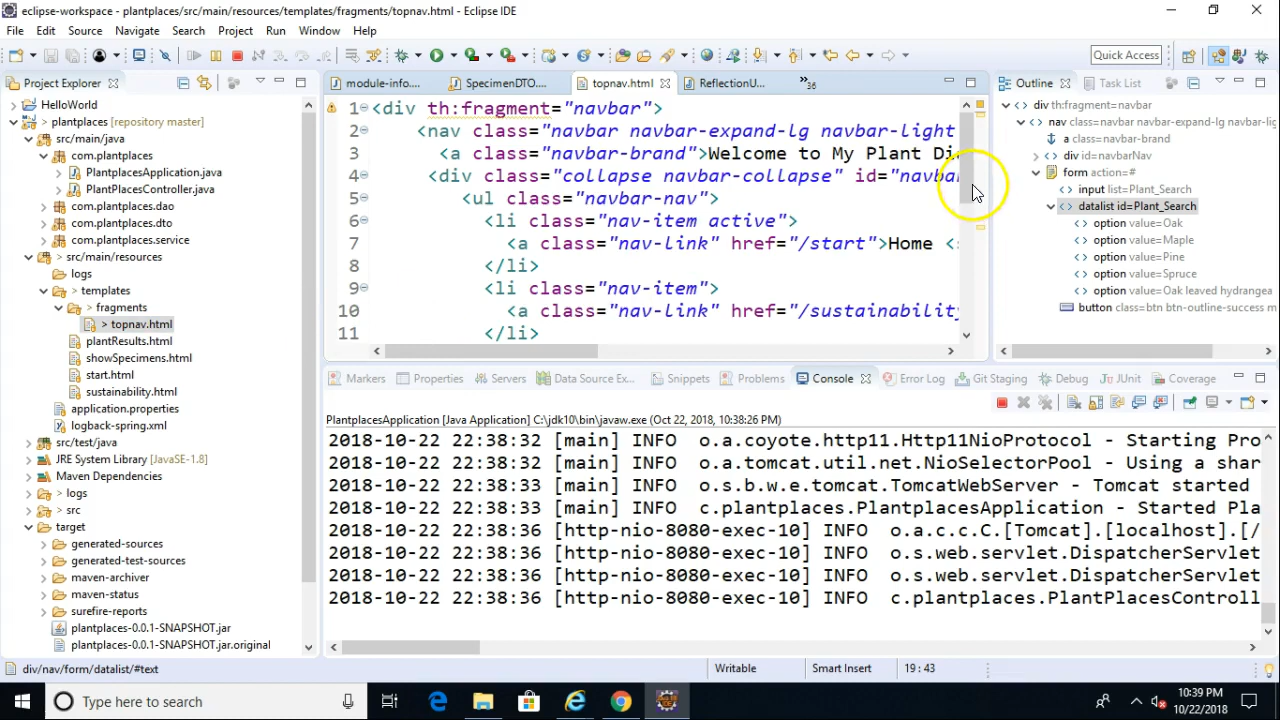 eclipse-workspace - plantplaces/src/main/resources/templates/fragments/topnav.html - Eclipse IDE
File Edit Source Navigate Search Project Run Window Help
Quick Access
Project Explorer
HelloWorld
> plantplaces [repository master]
src/main/java
com.plantplaces
PlantplacesApplication.java
PlantPlacesController.java
com.plantplaces.dao
com.plantplaces.dto
com.plantplaces.service
> src/main/resources
logs
> templates
> fragments
> topnav.html
plantResults.html
showSpecimens.html
start.html
sustainability.html
application.properties
logback-spring.xml
src/test/java
JRE System Library [JavaSE-1.8]
Maven Dependencies
> logs
> src
target
generated-sources
generated-test-sources
maven-archiver
maven-status
surefire-reports
plantplaces-0.0.1-SNAPSHOT.jar
plantplaces-0.0.1-SNAPSHOT.jar.original
module-info.... SpecimenDTO.... topnav.html ReflectionU... »36
1 <div th:fragment="navbar">
2 <nav class="navbar navbar-expand-lg navbar-light
3 <a class="navbar-brand">Welcome to My Plant Di
4 <div class="collapse navbar-collapse" id="navbar
5 <ul class="navbar-nav">
6 <li class="nav-item active">
7 <a class="nav-link" href="/start">Home <
8 </li>
9 <li class="nav-item">
10 <a class="nav-link" href="/sustainability
11 </li>
Outline Task List
div th:fragment=navbar
nav class=navbar navbar-expand-lg navbar-lig
a class=navbar-brand
div id=navbarNav
form action=#
input list=Plant_Search
datalist id=Plant_Search
option value=Oak
option value=Maple
option value=Pine
option value=Spruce
option value=Oak leaved hydrangea
button class=btn btn-outline-success m
Markers Properties Servers Data Source Ex... Snippets Problems Console Error Log Git Staging Debug JUnit Coverage
PlantplacesApplication [Java Application] C:\jdk10\bin\javaw.exe (Oct 22, 2018, 10:38:26 PM)
2018-10-22 22:38:32 [main] INFO o.a.coyote.http11.Http11NioProtocol - Starting Pro
2018-10-22 22:38:32 [main] INFO o.a.tomcat.util.net.NioSelectorPool - Using a shar
2018-10-22 22:38:33 [main] INFO o.s.b.w.e.tomcat.TomcatWebServer - Tomcat started
2018-10-22 22:38:33 [main] INFO c.plantplaces.PlantplacesApplication - Started Pla
2018-10-22 22:38:36 [http-nio-8080-exec-10] INFO o.a.c.c.C.[Tomcat].[localhost].[/
2018-10-22 22:38:36 [http-nio-8080-exec-10] INFO o.s.web.servlet.DispatcherServlet
2018-10-22 22:38:36 [http-nio-8080-exec-10] INFO o.s.web.servlet.DispatcherServlet
2018-10-22 22:38:36 [http-nio-8080-exec-10] INFO c.plantplaces.PlantPlacesControll
div/nav/form/datalist/#text Writable Smart Insert 19 : 43
Type here to search
10:39 PM
10/22/2018